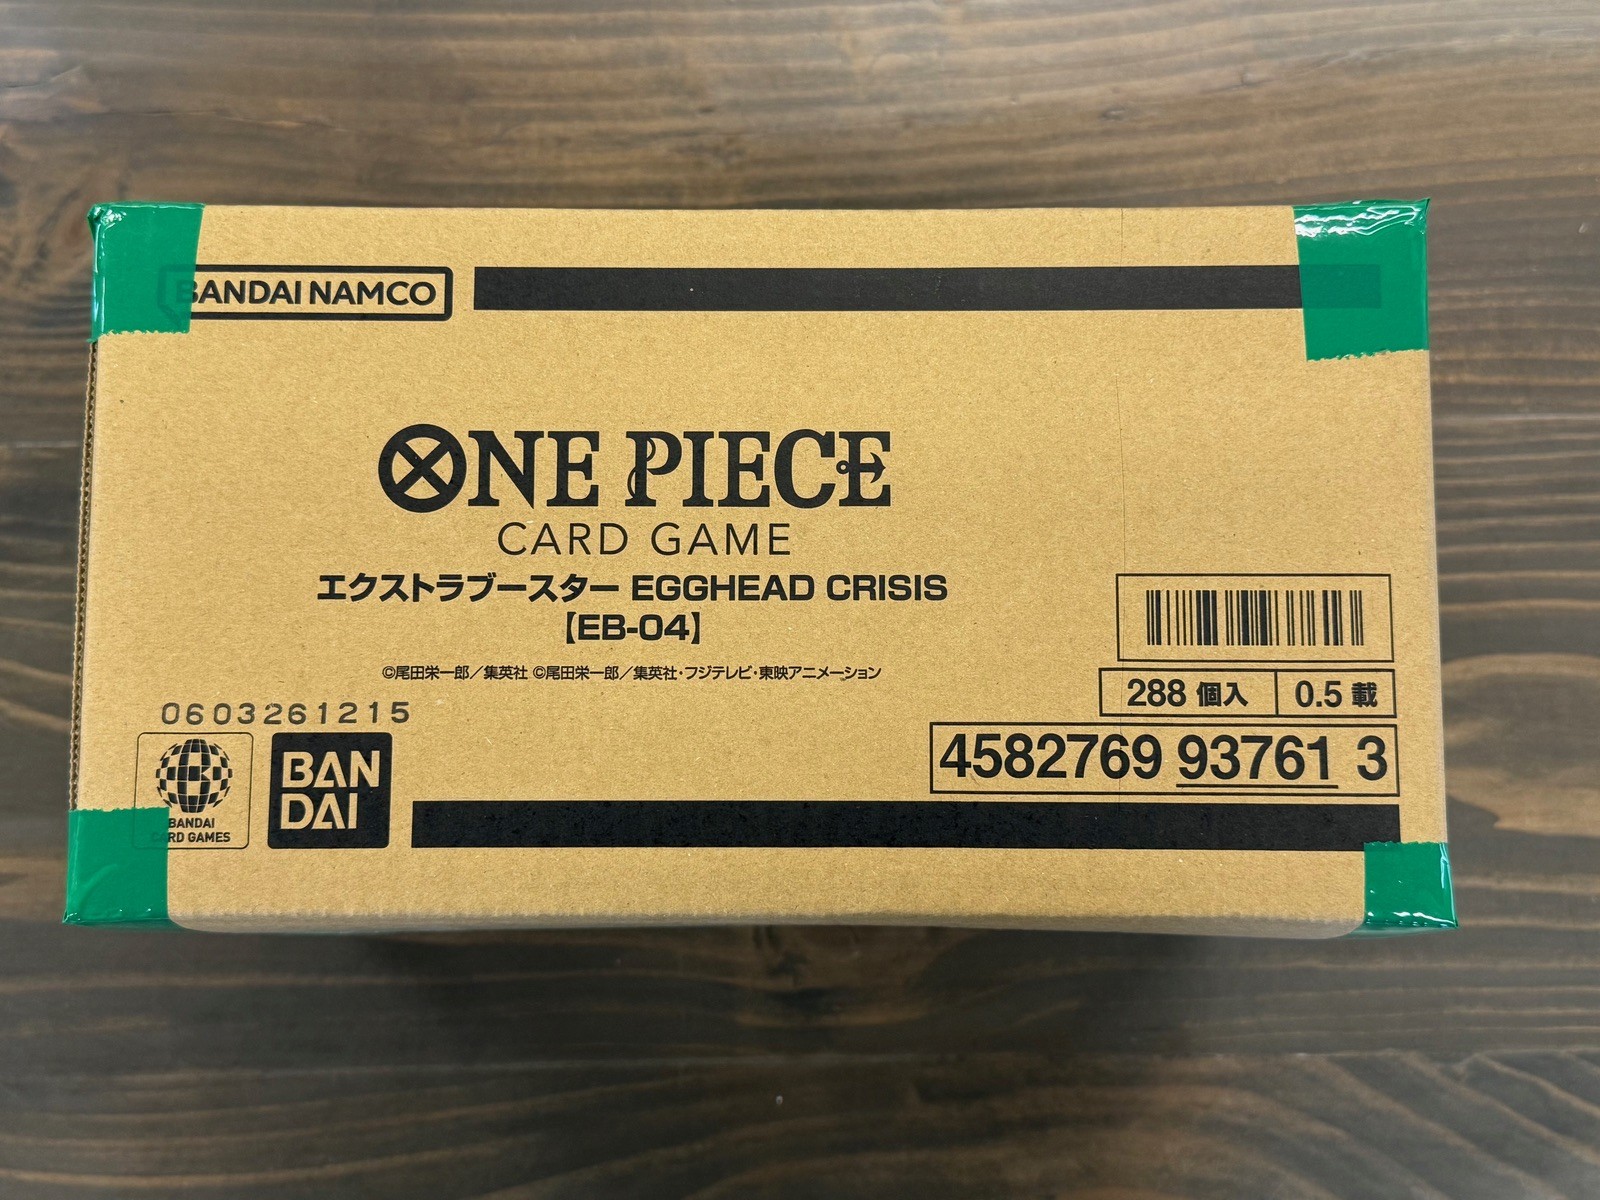 BANDAI NAMCO
ONE PIECE
CARD GAME
エクストラブースター EGGHEAD CRISIS
【EB-04】
©尾田栄一郎／集英社 ©尾田栄一郎／集英社・フジテレビ・東映アニメーション
288 個入 0.5 載
0603261215
4582769 93761 3
BANDAI
CARD GAMES
BAN
DAI